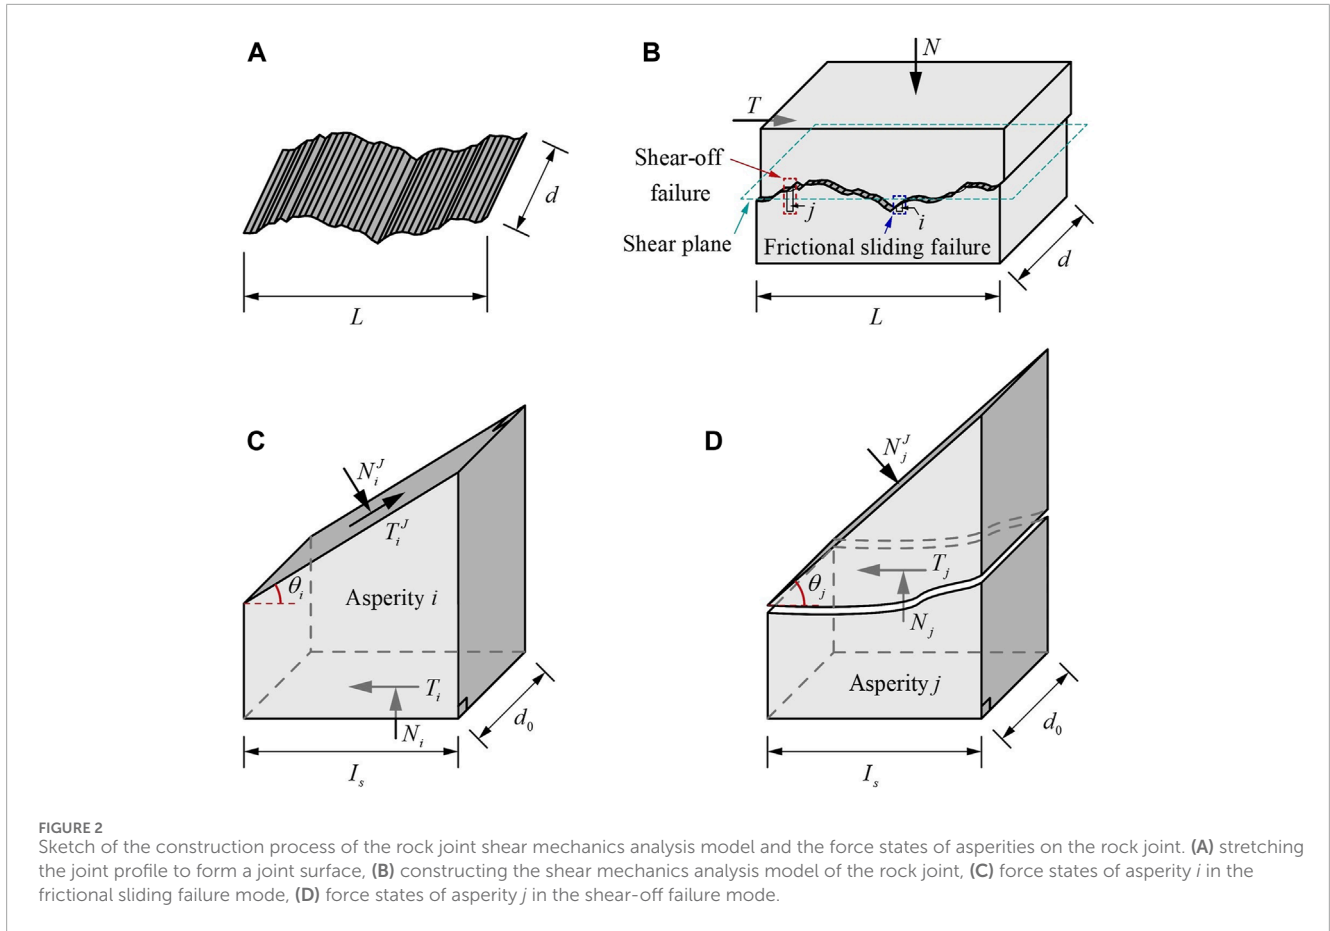 A
d
L
B
N
T
Shear-off
failure
j
i
Shear plane
Frictional sliding failure
d
L
C
N_i^J
T_i^J
θ_i
Asperity i
T_i
N_i
d_0
I_s
D
N_j^J
θ_j
T_j
N_j
Asperity j
d_0
I_s
FIGURE 2
Sketch of the construction process of the rock joint shear mechanics analysis model and the force states of asperities on the rock joint. (A) stretching
the joint profile to form a joint surface, (B) constructing the shear mechanics analysis model of the rock joint, (C) force states of asperity i in the
frictional sliding failure mode, (D) force states of asperity j in the shear-off failure mode.